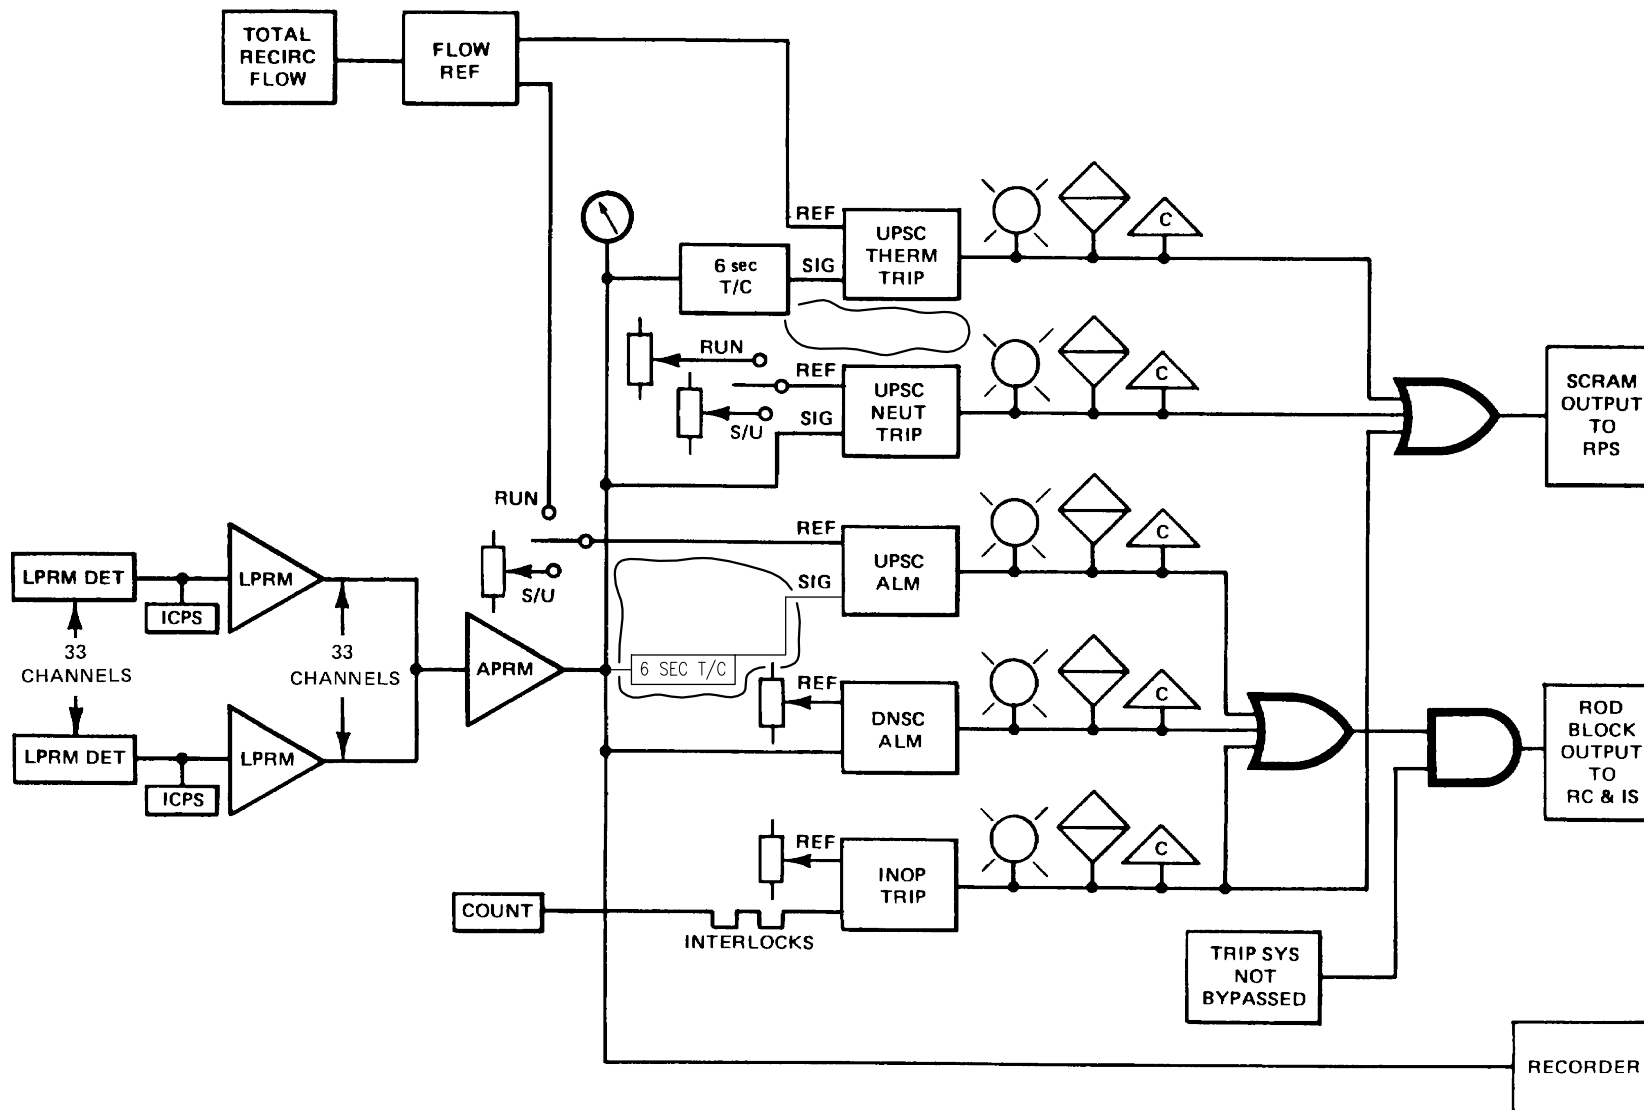 TOTAL
RECIRC
FLOW
FLOW
REF
REF
UPSC
THERM
TRIP
C
6 sec
T/C
SIG
RUN
REF
UPSC
NEUT
TRIP
C
S/U
SIG
SCRAM
OUTPUT
TO
RPS
RUN
REF
UPSC
ALM
C
S/U
SIG
LPRM DET
LPRM
ICPS
33
CHANNELS
33
CHANNELS
APRM
6 SEC T/C
REF
DNSC
ALM
C
LPRM DET
LPRM
ICPS
ROD
BLOCK
OUTPUT
TO
RC & IS
REF
INOP
TRIP
C
COUNT
INTERLOCKS
TRIP SYS
NOT
BYPASSED
RECORDER